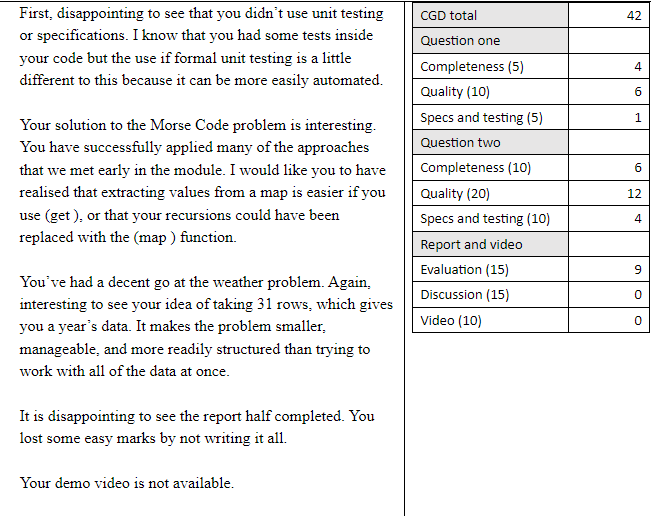 First, disappointing to see that you didn't use unit testing
or specifications. I know that you had some tests inside
your code but the use if formal unit testing is a little
different to this because it can be more easily automated.
Your solution to the Morse Code problem is interesting.
You have successfully applied many of the approaches
that we met early in the module. I would like you to have
realised that extracting values from a map is easier if you
use (get ), or that your recursions could have been
replaced with the (map ) function.
You've had a decent go at the weather problem. Again,
interesting to see your idea of taking 31 rows, which gives
you a year's data. It makes the problem smaller,
manageable, and more readily structured than trying to
work with all of the data at once.
It is disappointing to see the report half completed. You
lost some easy marks by not writing it all.
Your demo video is not available.
CGD total 42
Question one
Completeness (5) 4
Quality (10) 6
Specs and testing (5) 1
Question two
Completeness (10) 6
Quality (20) 12
Specs and testing (10) 4
Report and video
Evaluation (15) 9
Discussion (15) 0
Video (10) 0